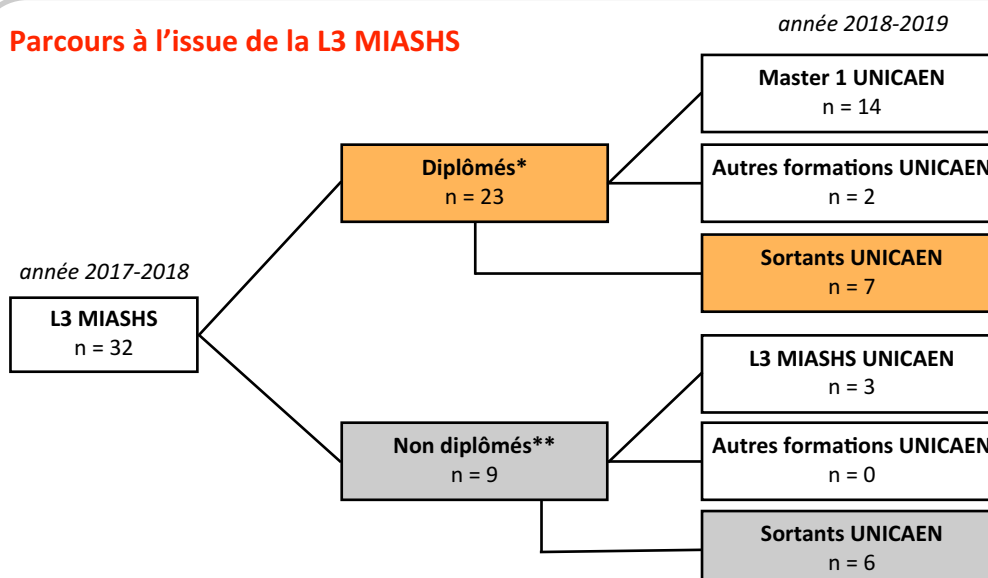 Parcours à l'issue de la L3 MIASHS
année 2018-2019
Master 1 UNICAEN
n = 14
Diplômés*
n = 23
Autres formations UNICAEN
n = 2
Sortants UNICAEN
n = 7
année 2017-2018
L3 MIASHS
n = 32
L3 MIASHS UNICAEN
n = 3
Non diplômés**
n = 9
Autres formations UNICAEN
n = 0
Sortants UNICAEN
n = 6